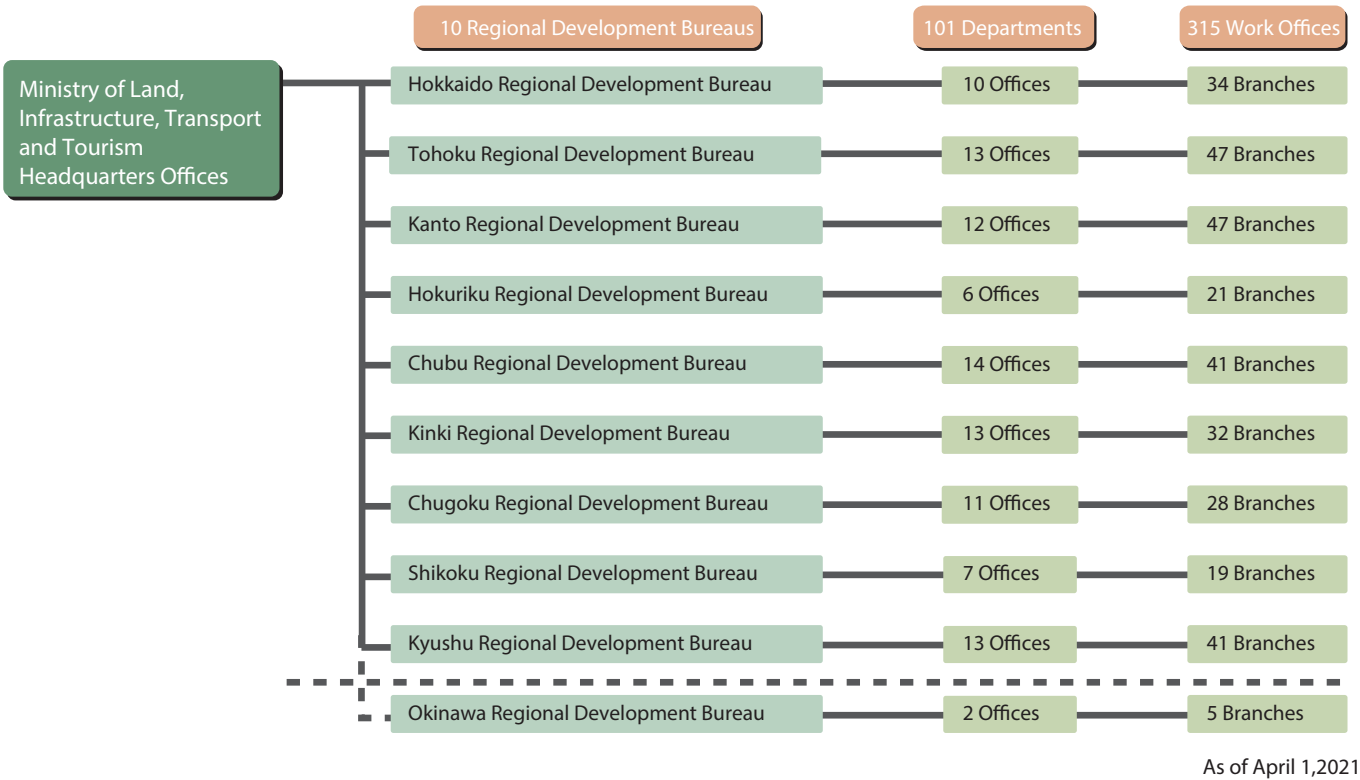 10 Regional Development Bureaus
101 Departments
315 Work Offices
Ministry of Land,
Infrastructure, Transport
and Tourism
Headquarters Offices
Hokkaido Regional Development Bureau
10 Offices
34 Branches
Tohoku Regional Development Bureau
13 Offices
47 Branches
Kanto Regional Development Bureau
12 Offices
47 Branches
Hokuriku Regional Development Bureau
6 Offices
21 Branches
Chubu Regional Development Bureau
14 Offices
41 Branches
Kinki Regional Development Bureau
13 Offices
32 Branches
Chugoku Regional Development Bureau
11 Offices
28 Branches
Shikoku Regional Development Bureau
7 Offices
19 Branches
Kyushu Regional Development Bureau
13 Offices
41 Branches
Okinawa Regional Development Bureau
2 Offices
5 Branches
As of April 1,2021